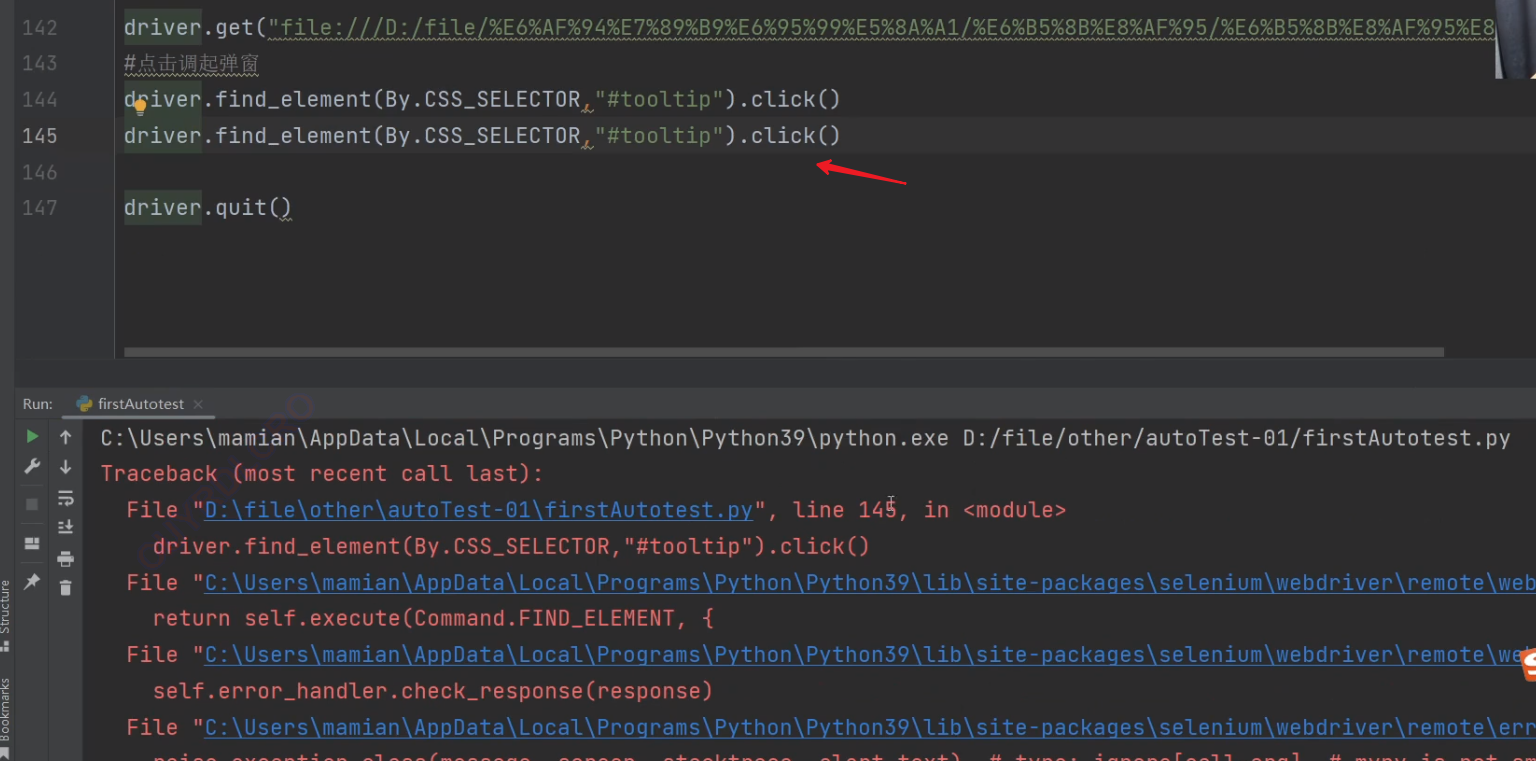 142 driver.get("file:///D:/file/%E6%AF%94%E7%89%B9%E6%95%99%E5%8A%A1/%E6%B5%8B%E8%AF%95/%E6%B5%8B%E8%AF%95%E8
143 #点击调起弹窗
144 driver.find_element(By.CSS_SELECTOR,"#tooltip").click()
145 driver.find_element(By.CSS_SELECTOR,"#tooltip").click()
146
147 driver.quit()
Run: firstAutotest
C:\Users\mamian\AppData\Local\Programs\Python\Python39\python.exe D:/file/other/autoTest-01/firstAutotest.py
Traceback (most recent call last):
File "D:\file\other\autoTest-01\firstAutotest.py", line 145, in <module>
driver.find_element(By.CSS_SELECTOR,"#tooltip").click()
File "C:\Users\mamian\AppData\Local\Programs\Python\Python39\lib\site-packages\selenium\webdriver\remote\web
return self.execute(Command.FIND_ELEMENT, {
File "C:\Users\mamian\AppData\Local\Programs\Python\Python39\lib\site-packages\selenium\webdriver\remote\we
self.error_handler.check_response(response)
File "C:\Users\mamian\AppData\Local\Programs\Python\Python39\lib\site-packages\selenium\webdriver\remote\err
Structure
Bookmarks